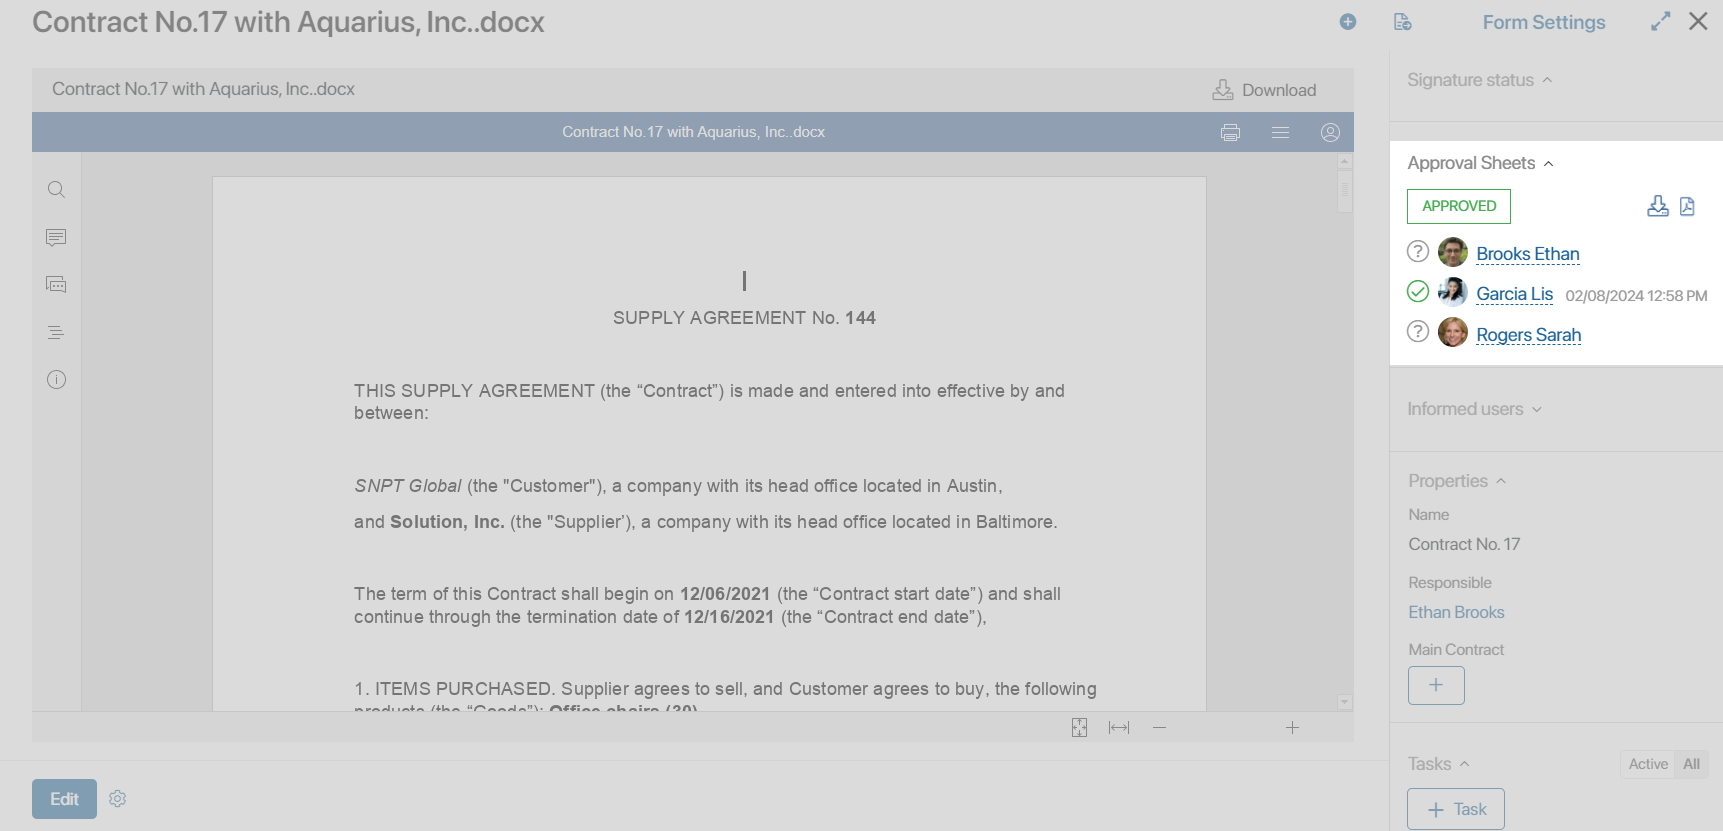 Contract No.17 with Aquarius, Inc..docx
Form Settings
Contract No.17 with Aquarius, Inc..docx
Download
Contract No.17 with Aquarius, Inc..docx
SUPPLY AGREEMENT No. 144
THIS SUPPLY AGREEMENT (the “Contract”) is made and entered into effective by and
between:
SNPT Global (the "Customer"), a company with its head office located in Austin,
and Solution, Inc. (the "Supplier’), a company with its head office located in Baltimore.
The term of this Contract shall begin on 12/06/2021 (the “Contract start date”) and shall
continue through the termination date of 12/16/2021 (the “Contract end date”),
1. ITEMS PURCHASED. Supplier agrees to sell, and Customer agrees to buy, the following
products (the “Goods”): Office chairs (30)
Edit
Signature status
Approval Sheets
APPROVED
Brooks Ethan
Garcia Lis 02/08/2024 12:58 PM
Rogers Sarah
Informed users
Properties
Name
Contract No. 17
Responsible
Ethan Brooks
Main Contract
+
Tasks
Active All
+ Task